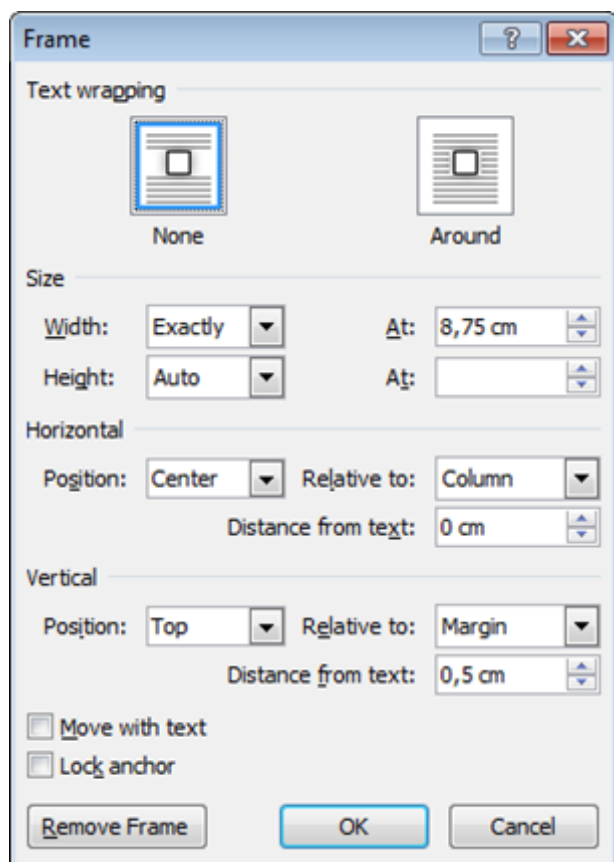 Frame
Text wrapping
None Around
Size
Width: Exactly At: 8,75 cm
Height: Auto At:
Horizontal
Position: Center Relative to: Column
Distance from text: 0 cm
Vertical
Position: Top Relative to: Margin
Distance from text: 0,5 cm
Move with text
Lock anchor
Remove Frame OK Cancel